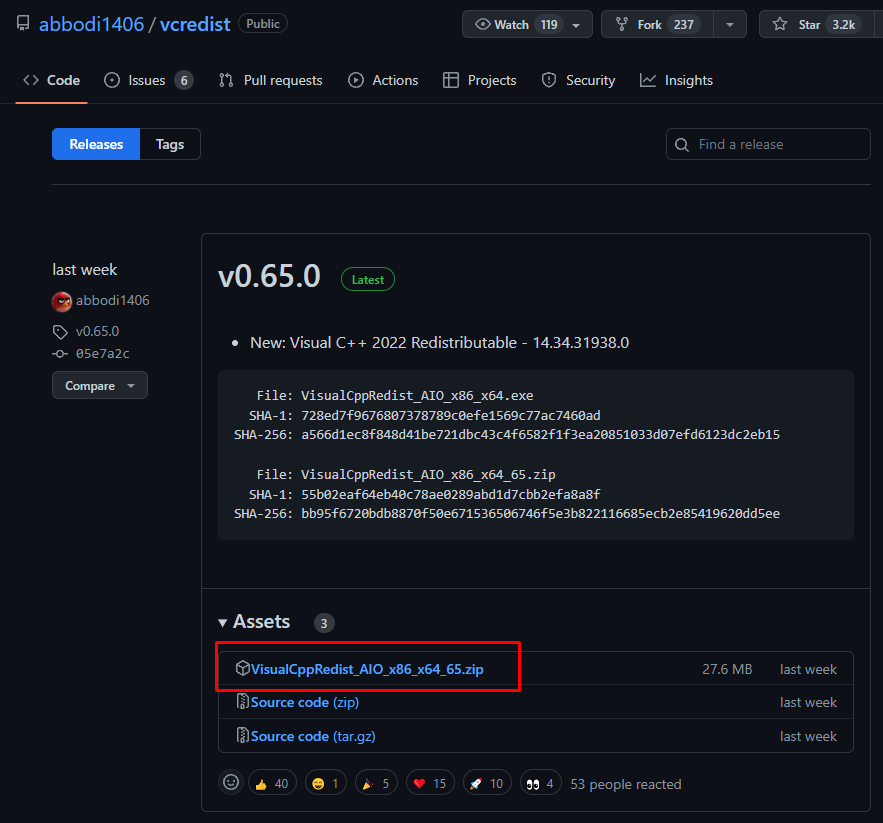 abbodi1406 / vcredist Public Watch 119 Fork 237 Star 3.2k
Code Issues 6 Pull requests Actions Projects Security Insights
Releases Tags Find a release
last week
abbodi1406
v0.65.0
05e7a2c
Compare
v0.65.0 Latest
New: Visual C++ 2022 Redistributable - 14.34.31938.0
File: VisualCppRedist_AIO_x86_x64.exe
SHA-1: 728ed7f9676807378789c0efe1569c77ac7460ad
SHA-256: a566d1ec8f848d41be721dbc43c4f6582f1f3ea20851033d07efd6123dc2eb15
File: VisualCppRedist_AIO_x86_x64_65.zip
SHA-1: 55b02eaf64eb40c78ae0289abd1d7cbb2efa8a8f
SHA-256: bb95f6720bdb8870f50e671536506746f5e3b822116685ecb2e85419620dd5ee
Assets 3
VisualCppRedist_AIO_x86_x64_65.zip 27.6 MB last week
Source code (zip) last week
Source code (tar.gz) last week
40 1 5 15 10 4 53 people reacted